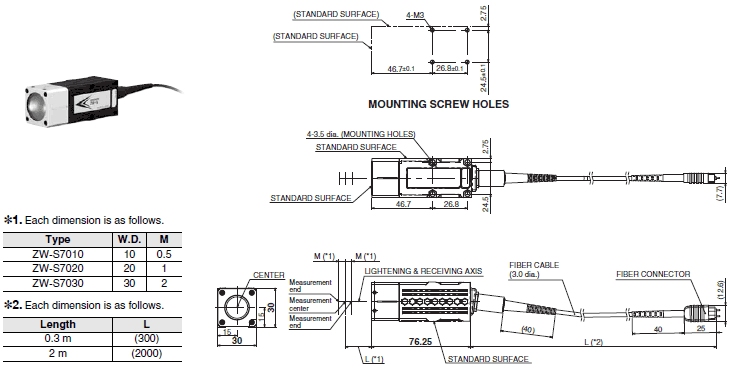 (STANDARD SURFACE)
4-M3
2.75
(STANDARD SURFACE)
46.7±0.1
26.8±0.1
24.5±0.1
MOUNTING SCREW HOLES
4-3.5 dia. (MOUNTING HOLES)
STANDARD SURFACE
2.75
STANDARD SURFACE
46.7
26.8
24.5
(7.7)
✻1. Each dimension is as follows.
Type W.D. M
ZW-S7010 10 0.5
ZW-S7020 20 1
ZW-S7030 30 2
✻2. Each dimension is as follows.
Length L
0.3 m (300)
2 m (2000)
CENTER
15
30
15
30
M (*1)
M (*1)
Measurement
end
Measurement
center
Measurement
end
LIGHTENING & RECEIVING AXIS
FIBER CABLE
(3.0 dia.)
FIBER CONNECTOR
(12.6)
(40)
40
25
76.25
L (*2)
L (*1)
STANDARD SURFACE